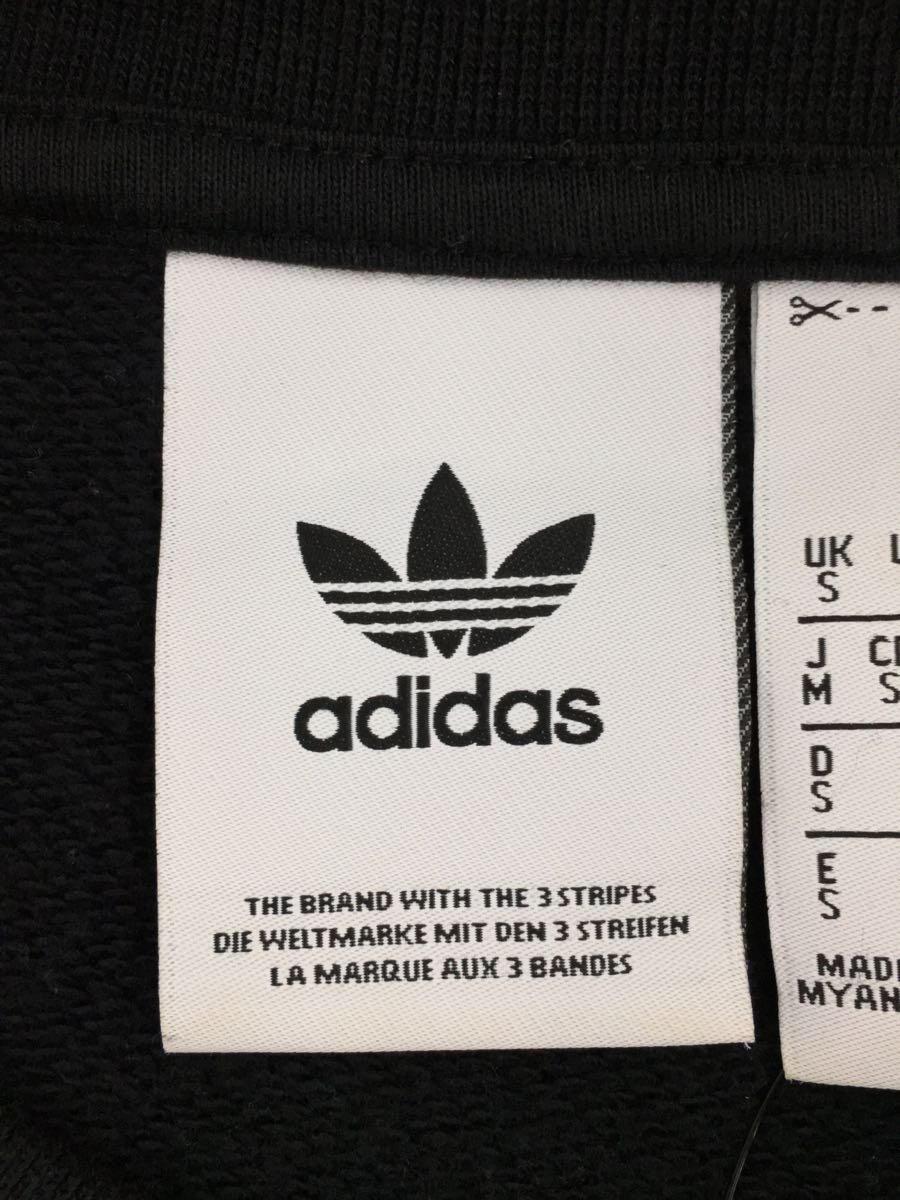 adidas
THE BRAND WITH THE 3 STRIPES
DIE WELTMARKE MIT DEN 3 STREIFEN
LA MARQUE AUX 3 BANDES
UK
S
J
M S
D
S
E
S